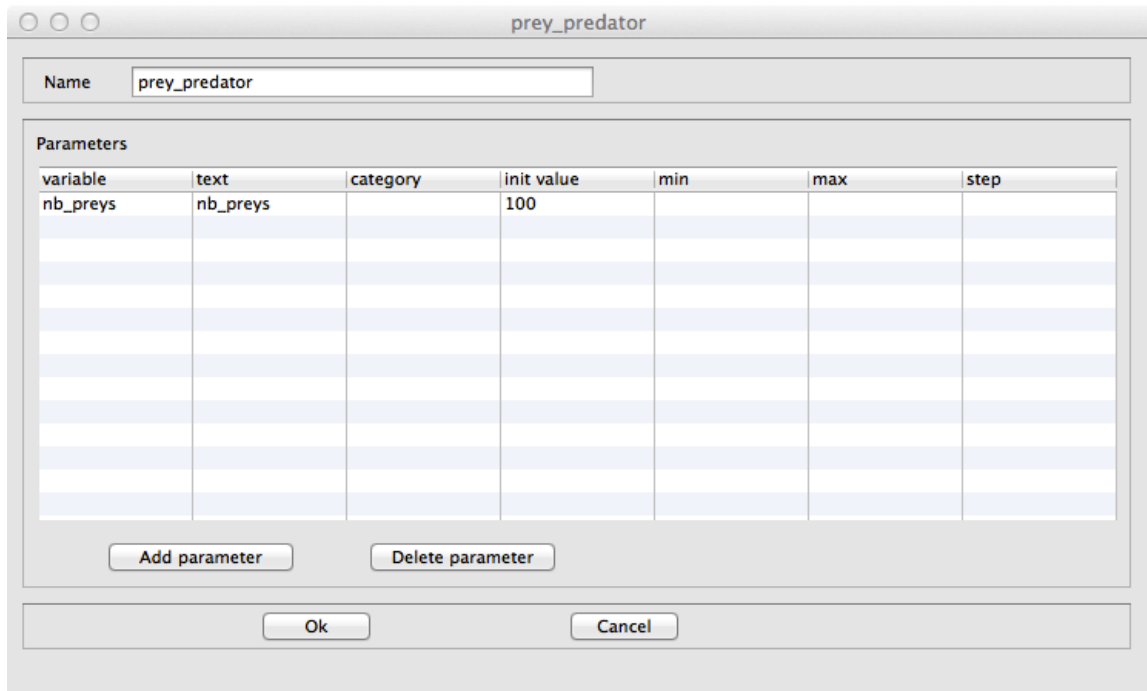 prey_predator
Name prey_predator
Parameters
variable text category init value min max step
nb_preys nb_preys 100
Add parameter Delete parameter
Ok Cancel